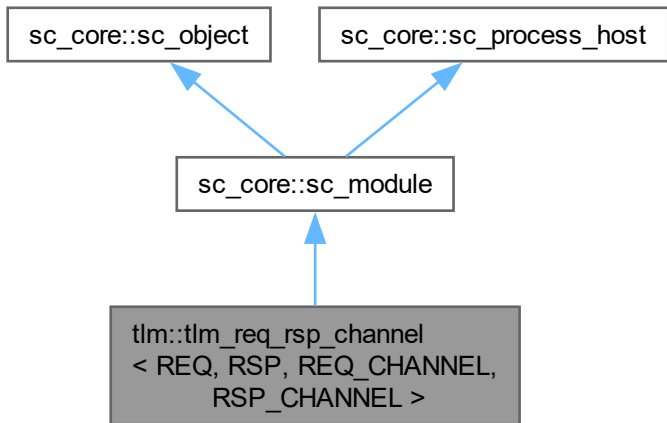 sc_core::sc_object
sc_core::sc_process_host
sc_core::sc_module
tlm::tlm_req_rsp_channel
< REQ, RSP, REQ_CHANNEL,
RSP_CHANNEL >